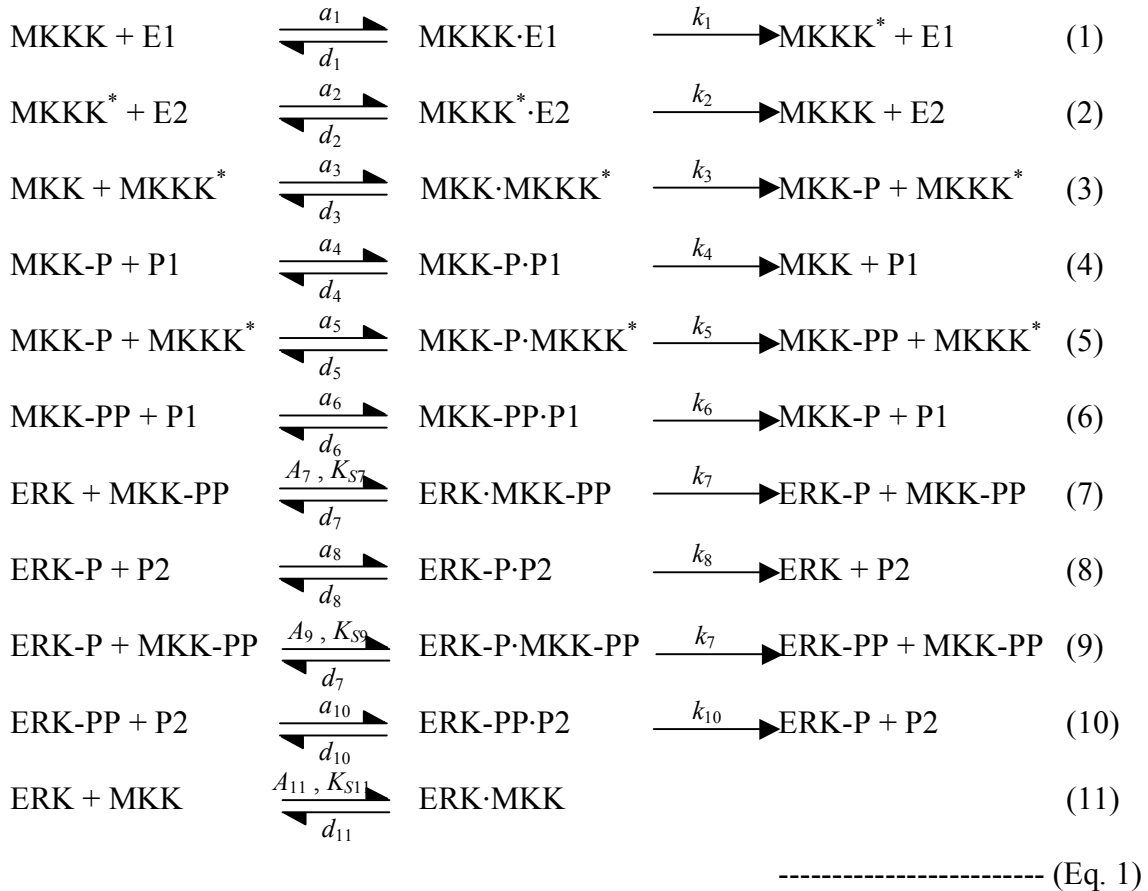 a1
MKKK + E1 MKKK·E1 k1 MKKK* + E1 (1)
d1
a2
MKKK* + E2 MKKK*·E2 k2 MKKK + E2 (2)
d2
a3
MKK + MKKK* MKK·MKKK* k3 MKK-P + MKKK* (3)
d3
a4
MKK-P + P1 MKK-P·P1 k4 MKK + P1 (4)
d4
a5
MKK-P + MKKK* MKK-P·MKKK* k5 MKK-PP + MKKK* (5)
d5
a6
MKK-PP + P1 MKK-PP·P1 k6 MKK-P + P1 (6)
d6
A7 , KS7
ERK + MKK-PP ERK·MKK-PP k7 ERK-P + MKK-PP (7)
d7
a8
ERK-P + P2 ERK-P·P2 k8 ERK + P2 (8)
d8
A9 , KS9
ERK-P + MKK-PP ERK-P·MKK-PP k7 ERK-PP + MKK-PP (9)
d7
a10
ERK-PP + P2 ERK-PP·P2 k10 ERK-P + P2 (10)
d10
A11 , KS11
ERK + MKK ERK·MKK (11)
d11
------------------------ (Eq. 1)